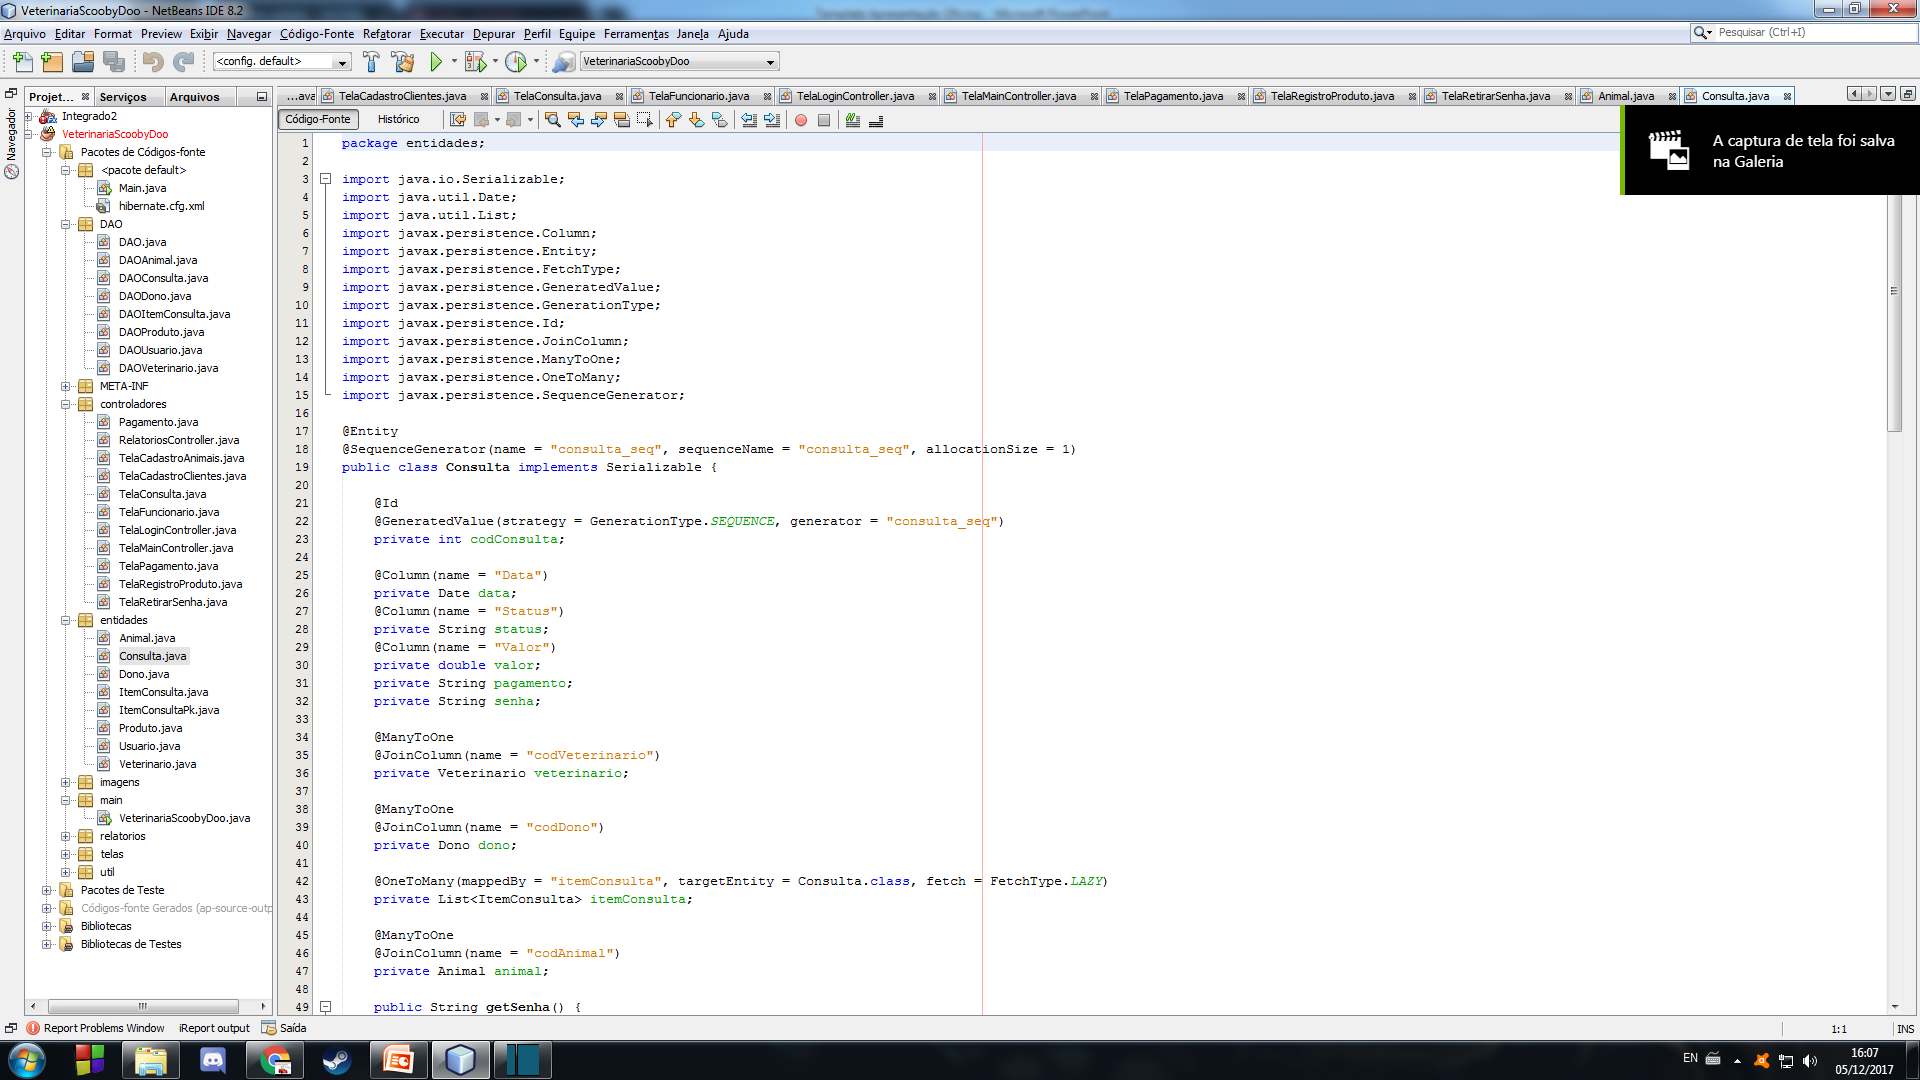 VeterinariaScoobyDoo - NetBeans IDE 8.2
Arquivo Editar Format Preview Exibir Navegar Código-Fonte Refatorar Executar Depurar Perfil Equipe Ferramentas Janela Ajuda
Pesquisar (Ctrl+I)
<config. default>
VeterinariaScoobyDoo
Projet... Serviços Arquivos
...ava TelaCadastroClientes.java TelaConsulta.java TelaFuncionario.java TelaLoginController.java TelaMainController.java TelaPagamento.java TelaRegistroProduto.java TelaRetirarSenha.java Animal.java Consulta.java
Navegador
Integrado2
VeterinariaScoobyDoo
Pacotes de Códigos-fonte
<pacote default>
Main.java
hibernate.cfg.xml
DAO
DAO.java
DAOAnimal.java
DAOConsulta.java
DAODono.java
DAOItemConsulta.java
DAOProduto.java
DAOUsuario.java
DAOVeterinario.java
META-INF
controladores
Pagamento.java
RelatoriosController.java
TelaCadastroAnimais.java
TelaCadastroClientes.java
TelaConsulta.java
TelaFuncionario.java
TelaLoginController.java
TelaMainController.java
TelaPagamento.java
TelaRegistroProduto.java
TelaRetirarSenha.java
entidades
Animal.java
Consulta.java
Dono.java
ItemConsulta.java
ItemConsultaPk.java
Produto.java
Usuario.java
Veterinario.java
imagens
main
VeterinariaScoobyDoo.java
relatorios
telas
util
Pacotes de Teste
Códigos-fonte Gerados (ap-source-outp
Bibliotecas
Bibliotecas de Testes
Código-Fonte Histórico
A captura de tela foi salva
na Galeria
1 package entidades;
2
3 import java.io.Serializable;
4 import java.util.Date;
5 import java.util.List;
6 import javax.persistence.Column;
7 import javax.persistence.Entity;
8 import javax.persistence.FetchType;
9 import javax.persistence.GeneratedValue;
10 import javax.persistence.GenerationType;
11 import javax.persistence.Id;
12 import javax.persistence.JoinColumn;
13 import javax.persistence.ManyToOne;
14 import javax.persistence.OneToMany;
15 import javax.persistence.SequenceGenerator;
16
17 @Entity
18 @SequenceGenerator(name = "consulta_seq", sequenceName = "consulta_seq", allocationSize = 1)
19 public class Consulta implements Serializable {
20
21 @Id
22 @GeneratedValue(strategy = GenerationType.SEQUENCE, generator = "consulta_seq")
23 private int codConsulta;
24
25 @Column(name = "Data")
26 private Date data;
27 @Column(name = "Status")
28 private String status;
29 @Column(name = "Valor")
30 private double valor;
31 private String pagamento;
32 private String senha;
33
34 @ManyToOne
35 @JoinColumn(name = "codVeterinario")
36 private Veterinario veterinario;
37
38 @ManyToOne
39 @JoinColumn(name = "codDono")
40 private Dono dono;
41
42 @OneToMany(mappedBy = "itemConsulta", targetEntity = Consulta.class, fetch = FetchType.LAZY)
43 private List<ItemConsulta> itemConsulta;
44
45 @ManyToOne
46 @JoinColumn(name = "codAnimal")
47 private Animal animal;
48
49 public String getSenha() {
Report Problems Window iReport output Saída
1:1 INS
EN 16:07
05/12/2017